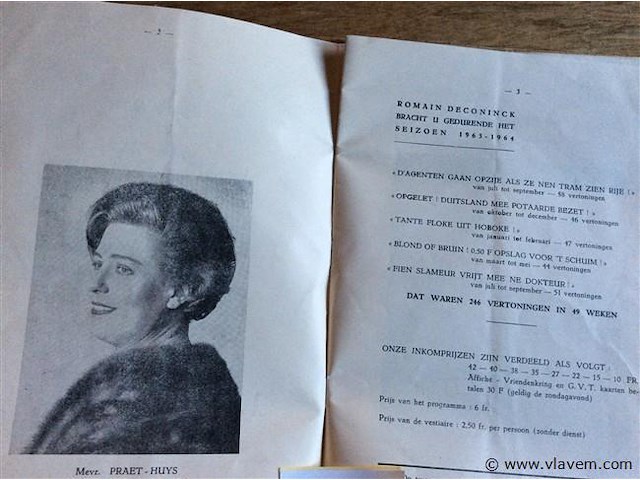 — 2 —
Mevr. PRAET-HUYS
— 3 —
ROMAIN DECONINCK
BRACHT U GEDURENDE HET
SEIZOEN 1963-1964
« D'AGENTEN GAAN OPZIJE ALS ZE NEN TRAM ZIEN RIJE ! »
van juli tot september — 58 vertoningen
« OPGELET ! DUITSLAND MEE POTAARDE BEZET ! »
van oktober tot december — 46 vertoningen
« TANTE FLOKE UIT HOBOKE ! »
van januari tot februari — 47 vertoningen
« BLOND OF BRUIN ! 0,50 F OPSLAG VOOR 'T SCHUIM ! »
van maart tot mei — 44 vertoningen
« FIEN SLAMEUR VRIJT MEE NE DOKTEUR ! »
van juli tot september — 51 vertoningen
DAT WAREN 246 VERTONINGEN IN 49 WEKEN
ONZE INKOMPRIJZEN ZIJN VERDEELD ALS VOLGT :
42 — 40 — 38 — 35 — 27 — 22 — 15 — 10 FR
Affiche - Vriendenkring en G.V.T. kaarten be-
talen 30 F (geldig de zondagavond)
Prijs van het programma : 6 fr.
Prijs van de vestiaire : 2,50 fr. per persoon (zonder dienst)
© www.vlavem.com